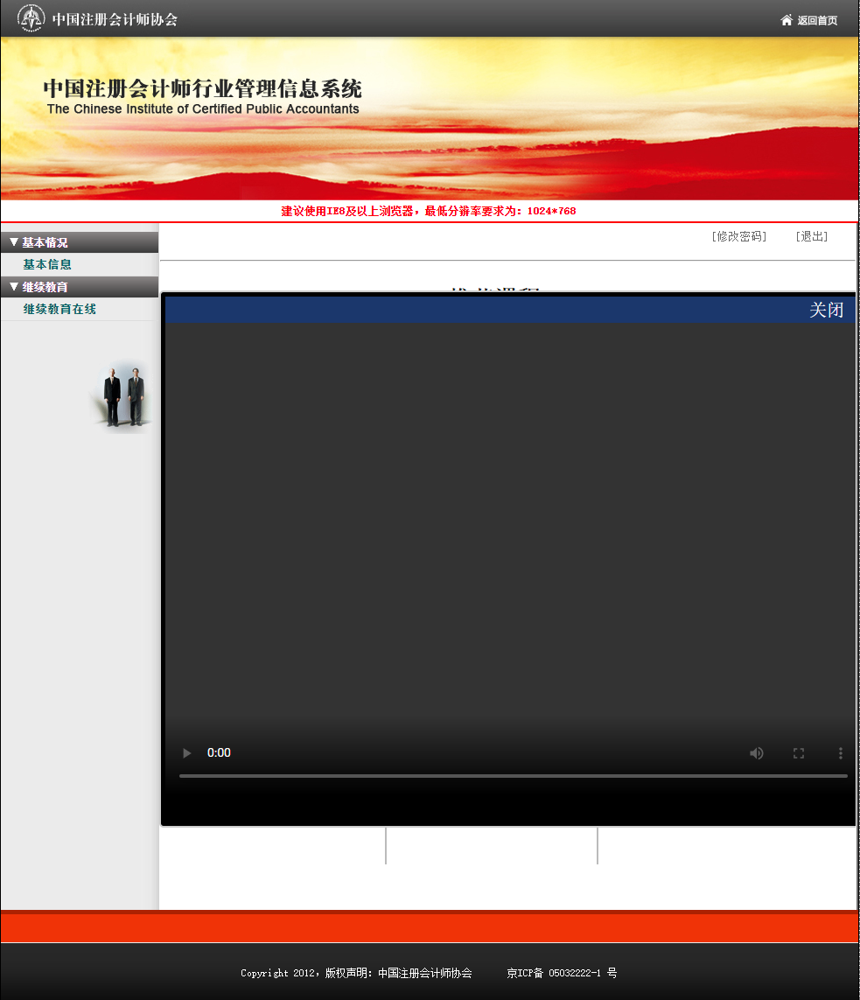 中国注册会计师协会
返回首页
中国注册会计师行业管理信息系统
The Chinese Institute of Certified Public Accountants
建议使用IE8及以上浏览器，最低分辨率要求为：1024*768
▼ 基本情况
[修改密码] [退出]
基本信息
▼ 继续教育
继续教育在线
关闭
0:00
Copyright 2012，版权声明：中国注册会计师协会 京ICP备 05032222-1 号